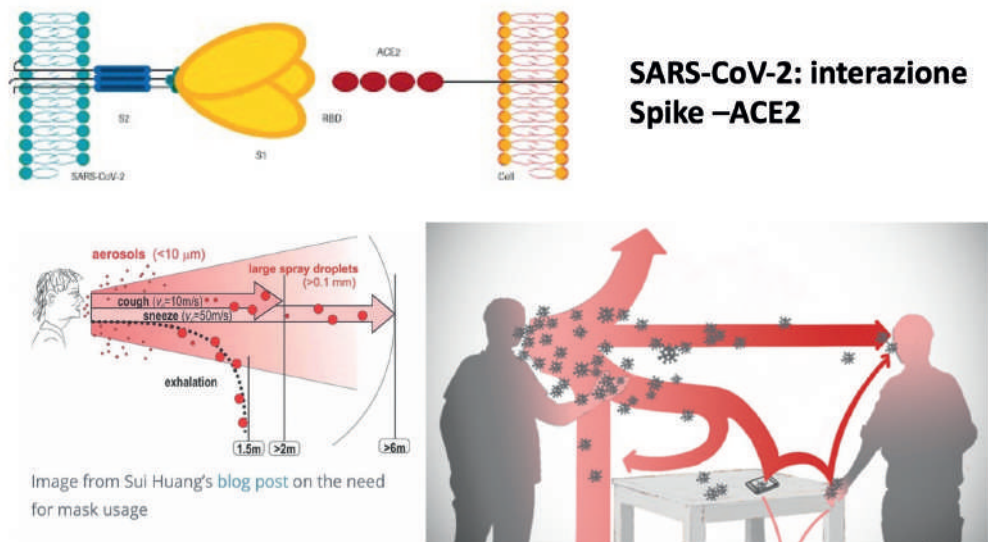 ACE2
SARS-CoV-2: interazione
Spike –ACE2
S2
RBD
S1
SARS-CoV-2
Cell
aerosols (<10 µm)
large spray droplets
(>0.1 mm)
cough (v₀=10m/s)
sneeze (v₀=50m/s)
exhalation
1.5m
>2m
>6m
Image from Sui Huang's blog post on the need
for mask usage